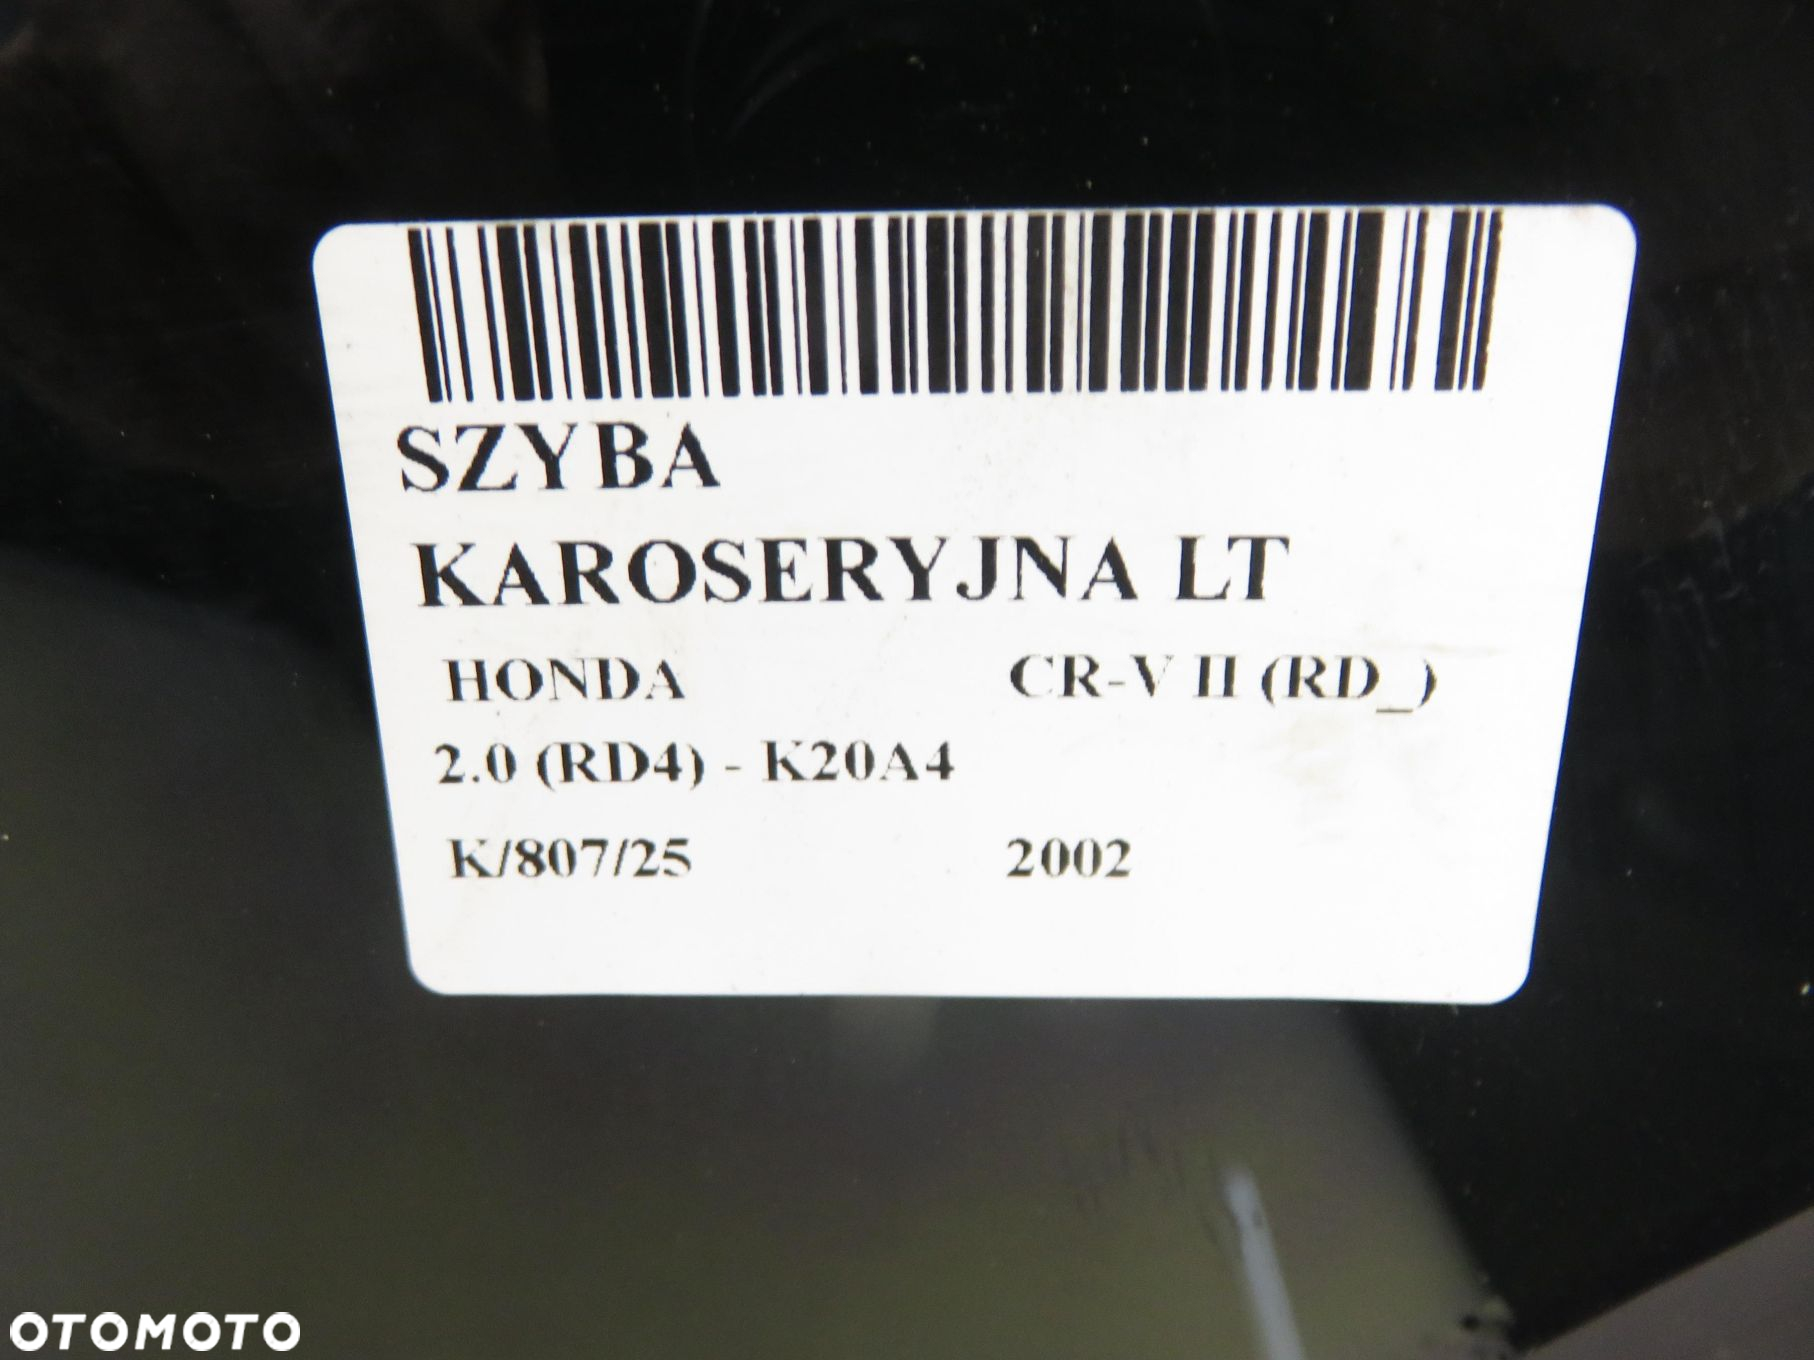 SZYBA
KAROSERYJNA LT
HONDA CR-V II (RD_)
2.0 (RD4) - K20A4
K/807/25 2002
OTOMOTO